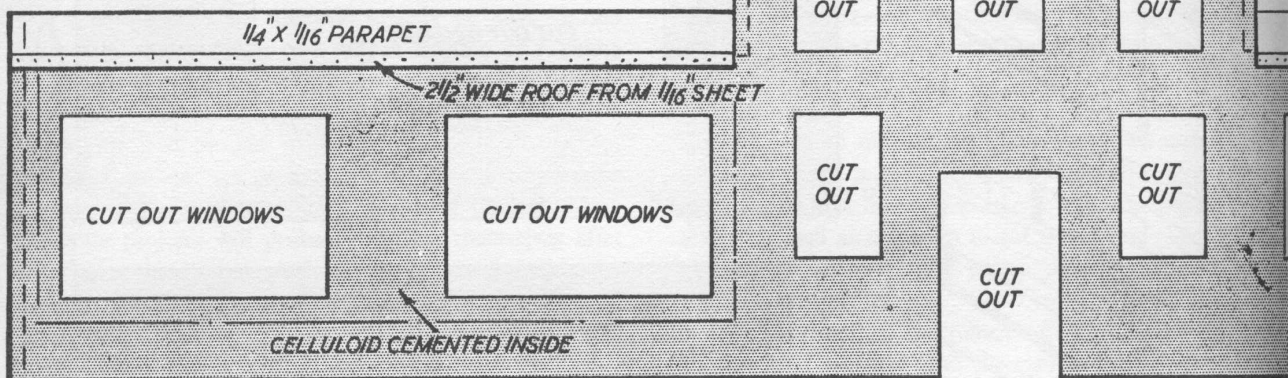 OUT
OUT
OUT
1/4" X 1/16" PARAPET
2 1/2" WIDE ROOF FROM 1/16" SHEET
CUT OUT WINDOWS
CUT OUT WINDOWS
CUT
OUT
CUT
OUT
CUT
OUT
CELLULOID CEMENTED INSIDE